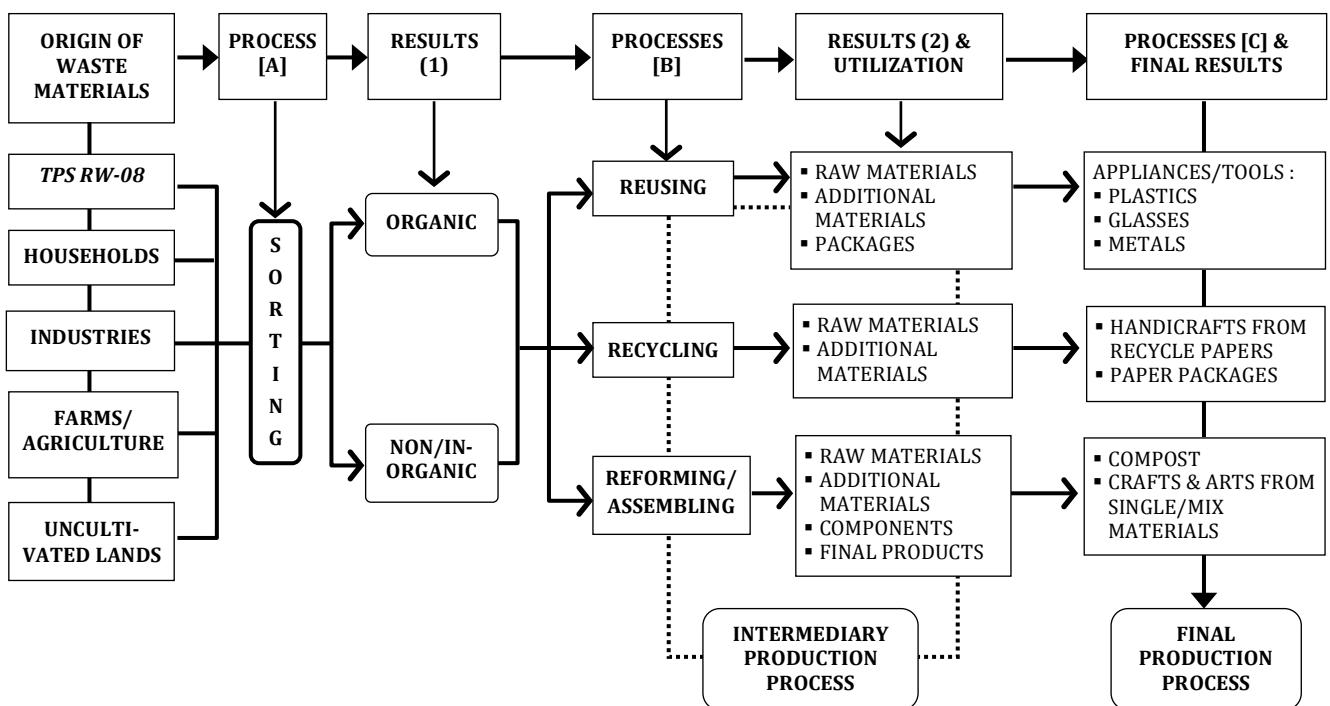 ORIGIN OF
WASTE
MATERIALS
PROCESS
[A]
RESULTS
(1)
PROCESSES
[B]
RESULTS (2) &
UTILIZATION
PROCESSES [C] &
FINAL RESULTS
TPS RW-08
HOUSEHOLDS
INDUSTRIES
FARMS/
AGRICULTURE
UNCULTI-
VATED LANDS
S
O
R
T
I
N
G
ORGANIC
NON/IN-
ORGANIC
REUSING
RECYCLING
REFORMING/
ASSEMBLING
▪ RAW MATERIALS
▪ ADDITIONAL
MATERIALS
▪ PACKAGES
▪ RAW MATERIALS
▪ ADDITIONAL
MATERIALS
▪ RAW MATERIALS
▪ ADDITIONAL
MATERIALS
▪ COMPONENTS
▪ FINAL PRODUCTS
APPLIANCES/TOOLS :
▪ PLASTICS
▪ GLASSES
▪ METALS
▪ HANDICRAFTS FROM
RECYCLE PAPERS
▪ PAPER PACKAGES
▪ COMPOST
▪ CRAFTS & ARTS FROM
SINGLE/MIX
MATERIALS
INTERMEDIARY
PRODUCTION
PROCESS
FINAL
PRODUCTION
PROCESS